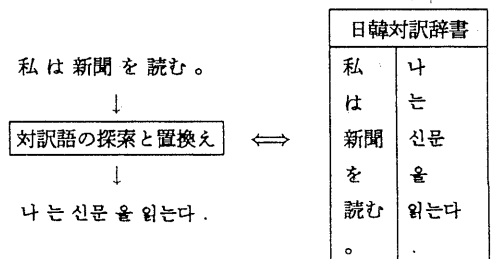 私 は 新聞 を 読む 。
↓
対訳語の探索と置換え
↓
나 는 신문 을 읽는다 .
⇔
日韓対訳辞書
私 나
は 는
新聞 신문
を 을
読む 읽는다
。 .